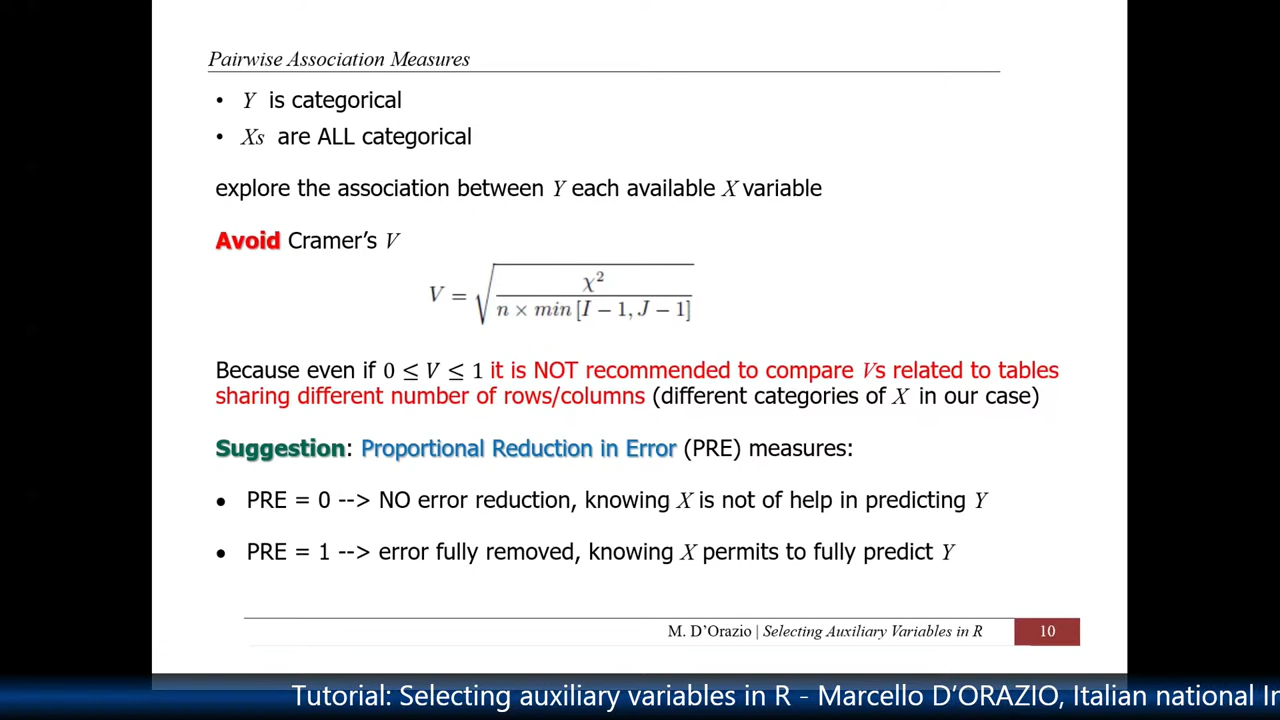 Pairwise Association Measures
• Y is categorical
• Xs are ALL categorical
explore the association between Y each available X variable
Avoid Cramer’s V
V = √(χ² / (n × min [I − 1, J − 1]))
Because even if 0 ≤ V ≤ 1 it is NOT recommended to compare Vs related to tables
sharing different number of rows/columns (different categories of X in our case)
Suggestion: Proportional Reduction in Error (PRE) measures:
• PRE = 0 --> NO error reduction, knowing X is not of help in predicting Y
• PRE = 1 --> error fully removed, knowing X permits to fully predict Y
M. D’Orazio | Selecting Auxiliary Variables in R 10
Tutorial: Selecting auxiliary variables in R - Marcello D’ORAZIO, Italian national In